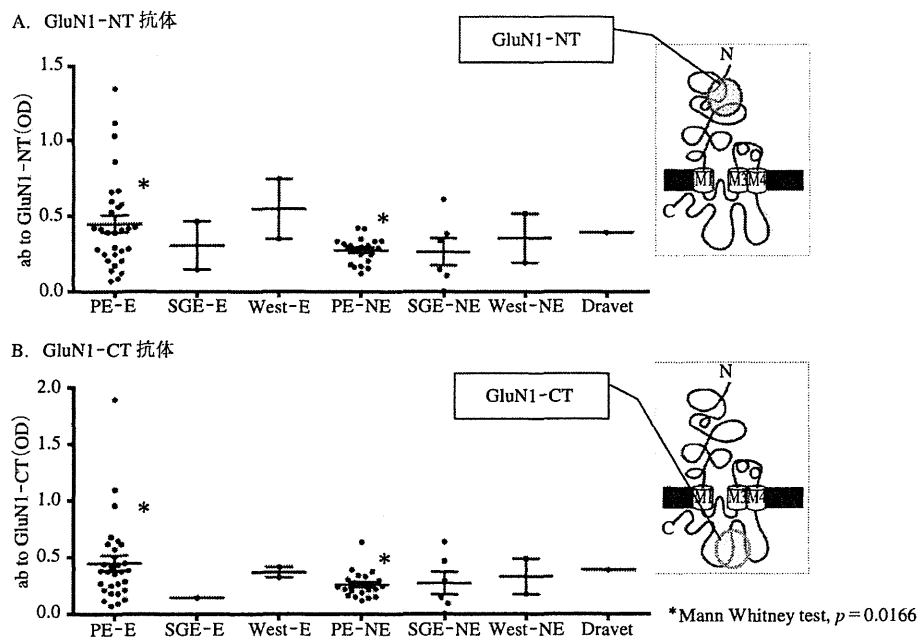 A. GluN1-NT 抗体
GluN1-NT
N
1.5
1.0
0.5
0.0
ab to GluN1-NT(OD)
*
*
M1
M3
M4
C
PE-E
SGE-E
West-E
PE-NE
SGE-NE
West-NE
Dravet
B. GluN1-CT 抗体
GluN1-CT
N
2.0
1.5
1.0
0.5
0.0
ab to GluN1-CT(OD)
*
*
M1
M3
M4
C
PE-E
SGE-E
West-E
PE-NE
SGE-NE
West-NE
Dravet
*Mann Whitney test, p=0.0166